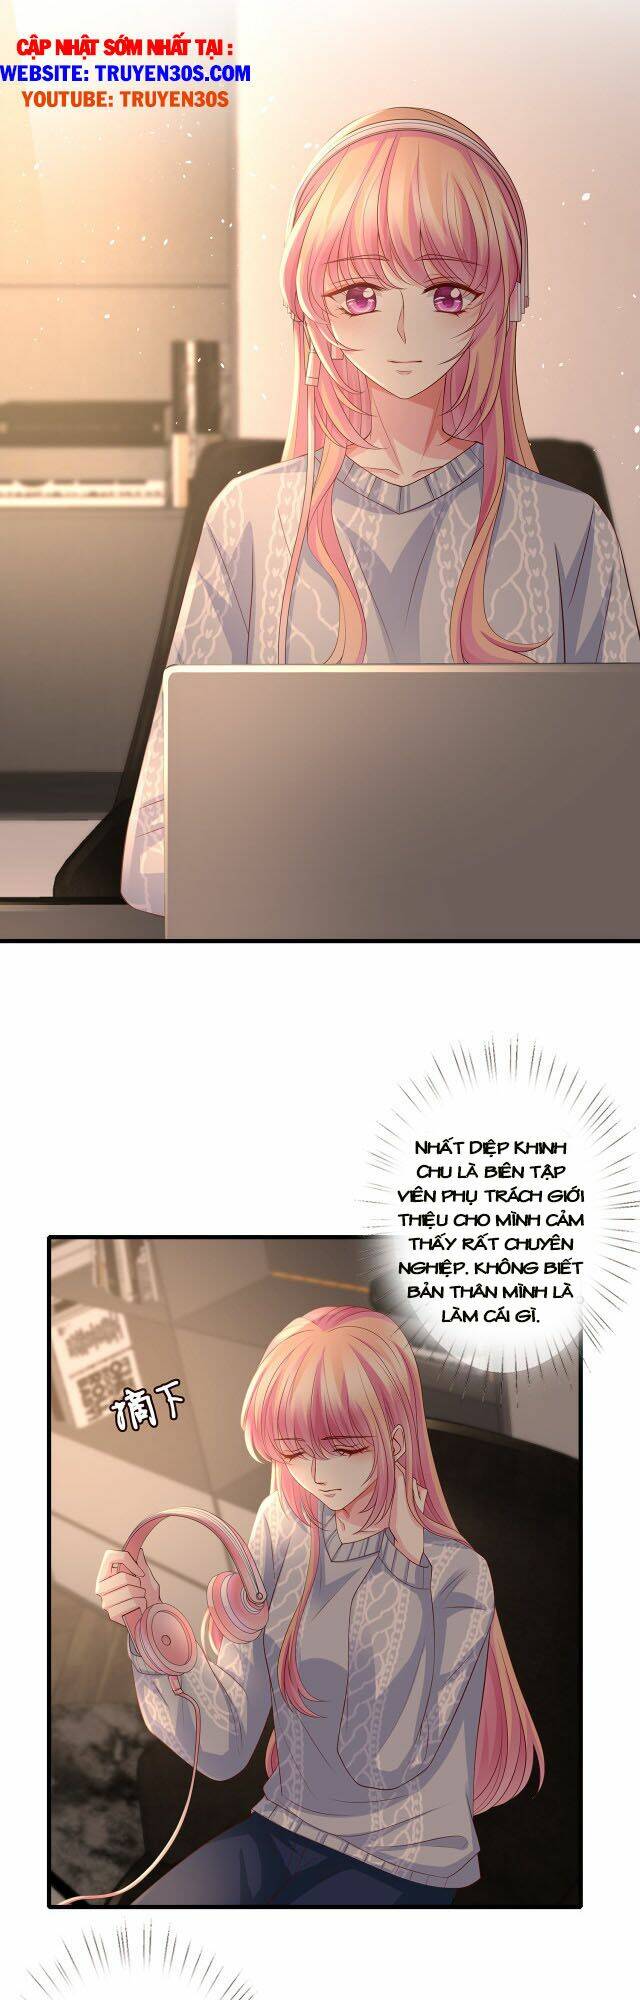 CẬP NHẬT SỚM NHẤT TẠI :
WEBSITE: TRUYEN30S.COM
YOUTUBE: TRUYEN30S
NHẤT DIỆP KHINH
CHU LÀ BIÊN TẬP
VIÊN PHỤ TRÁCH GIỚI
THIỆU CHO MÌNH CẢM
THẤY RẤT CHUYÊN
NGHIỆP. KHÔNG BIẾT
BẢN THÂN MÌNH LÀ
LÀM CÁI GÌ.
摘下